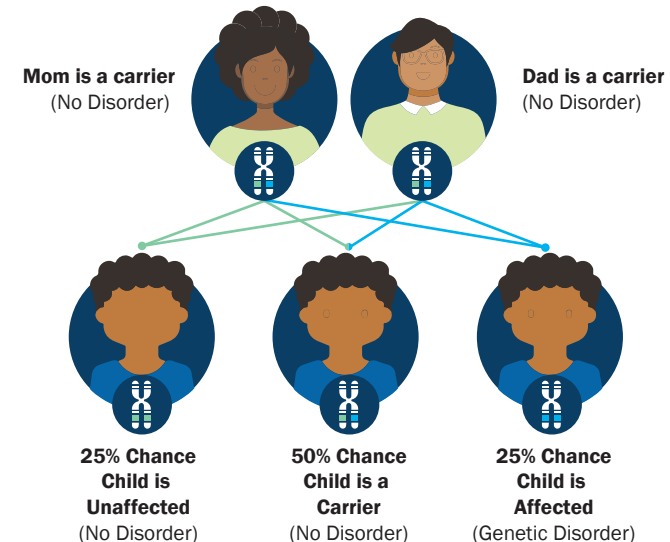 Mom is a carrier
(No Disorder)
Dad is a carrier
(No Disorder)
25% Chance
Child is
Unaffected
(No Disorder)
50% Chance
Child is a
Carrier
(No Disorder)
25% Chance
Child is
Affected
(Genetic Disorder)